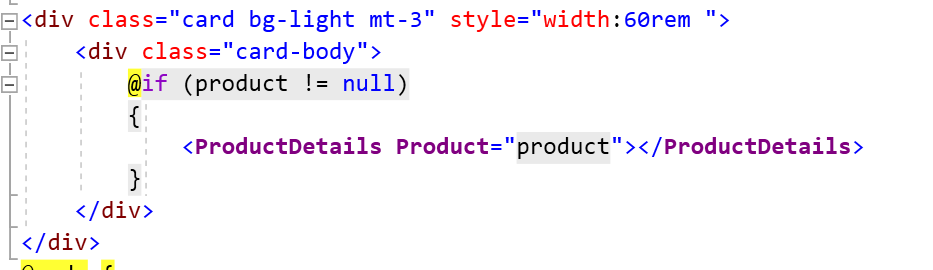 <div class="card bg-light mt-3" style="width:60rem ">
    <div class="card-body">
        @if (product != null)
        {
            <ProductDetails Product="product"></ProductDetails>
        }
    </div>
</div>